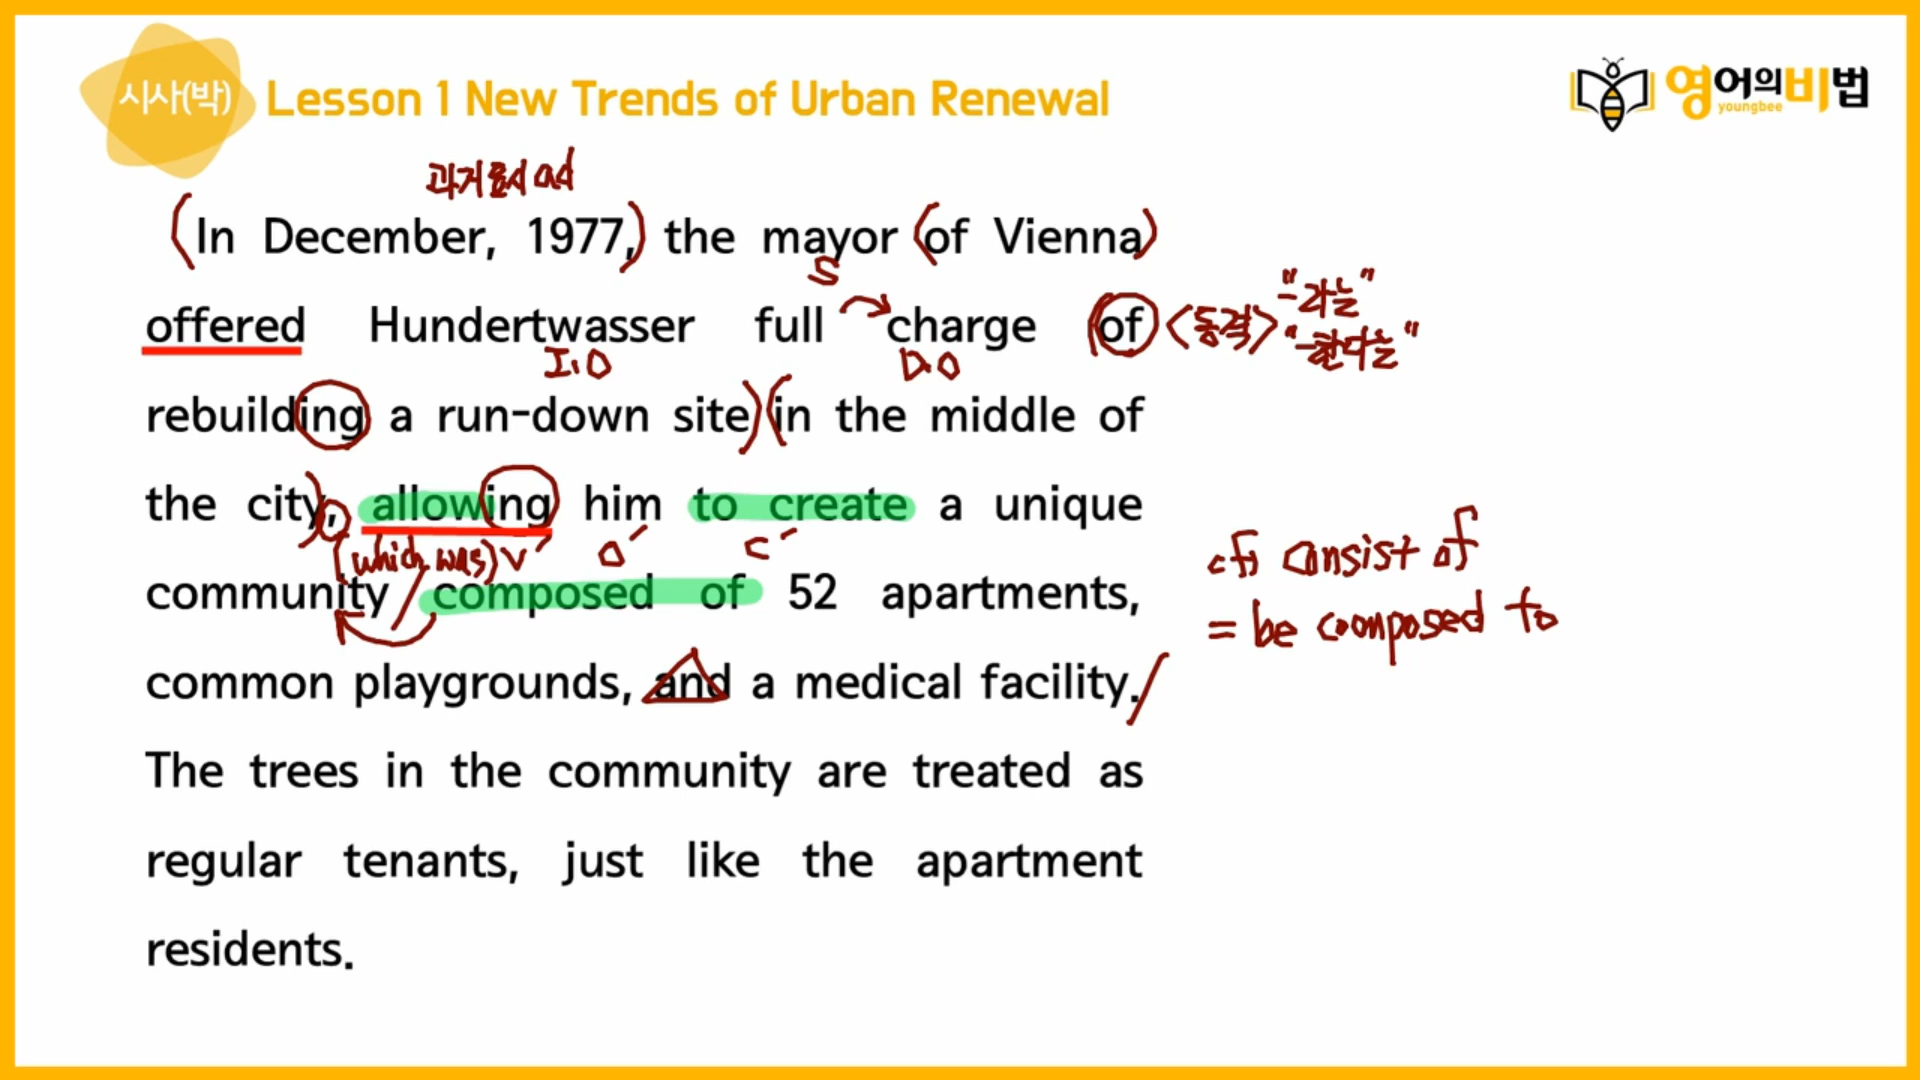 시사(박)
Lesson 1 New Trends of Urban Renewal
영어의비법
youngbee
과거표시 ad
In December, 1977, the mayor of Vienna
S
"-라는"
offered Hundertwasser full charge of <동격> "-한다는"
I.O D.O
rebuilding a run-down site in the middle of
the city, allowing him to create a unique
(which was) v' o' c'
cf) consist of
community composed of 52 apartments,
= be composed to
common playgrounds, and a medical facility.
The trees in the community are treated as
regular tenants, just like the apartment
residents.